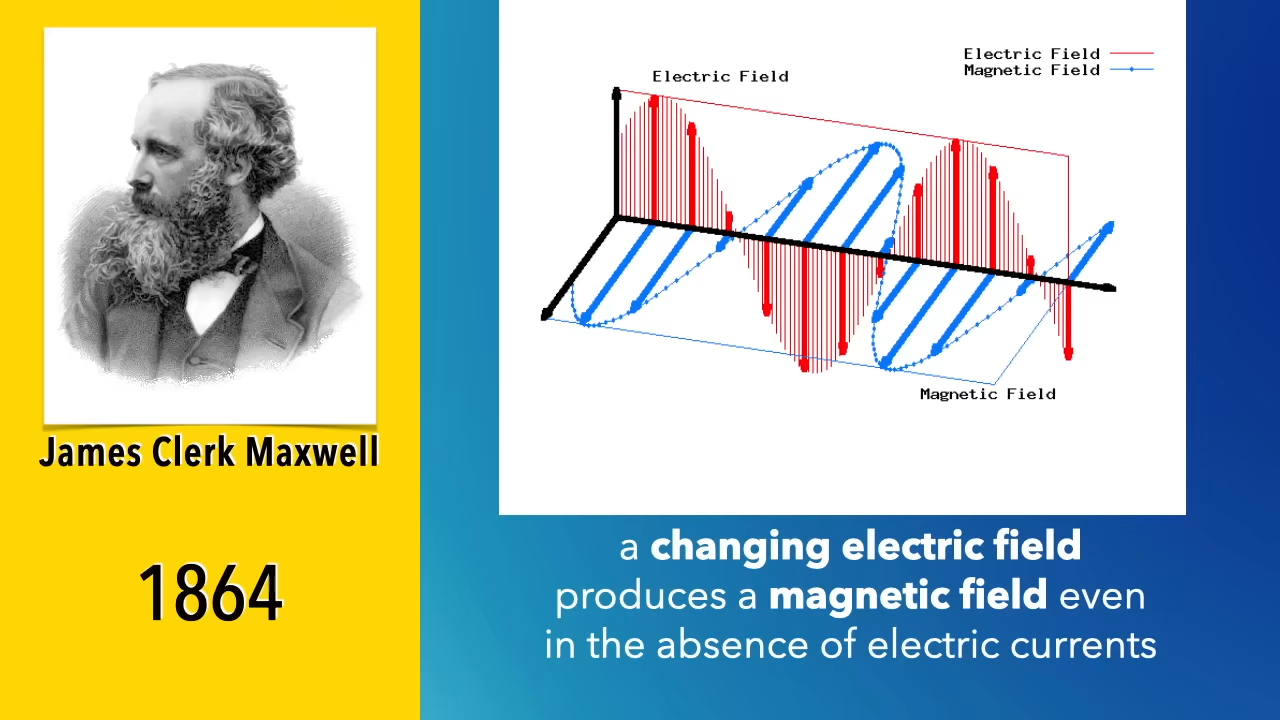 James Clerk Maxwell
1864
Electric Field
Magnetic Field
Electric Field
Magnetic Field
a changing electric field
produces a magnetic field even
in the absence of electric currents